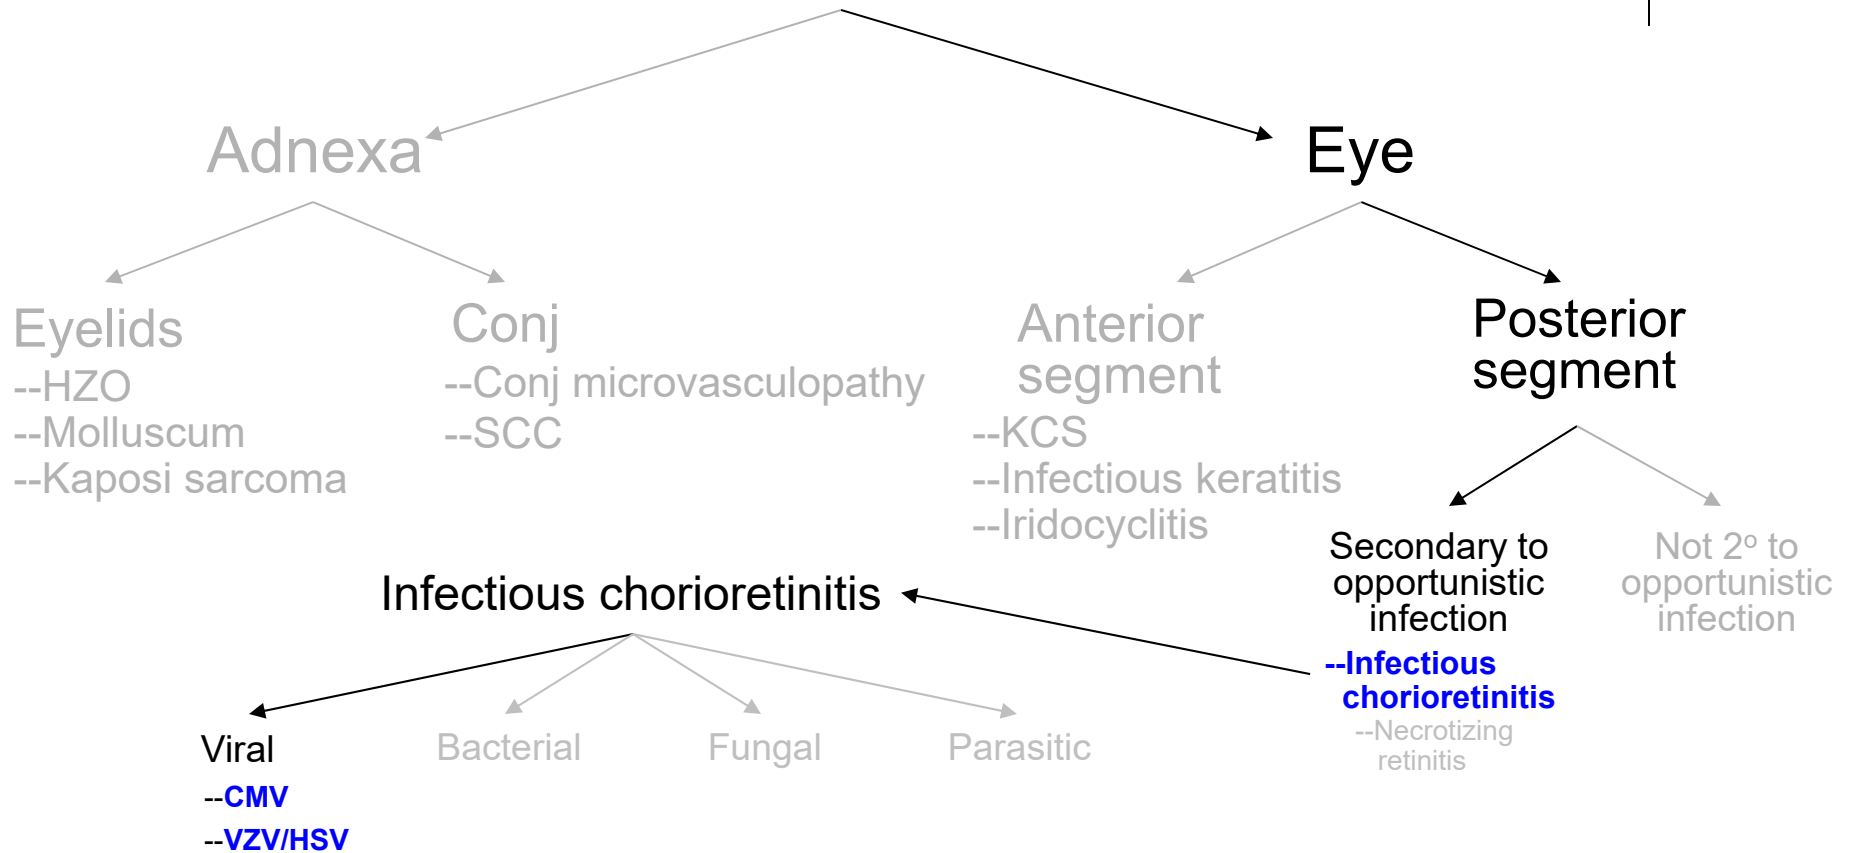 Adnexa
Eye
Eyelids
--HZO
--Molluscum
--Kaposi sarcoma
Conj
--Conj microvasculopathy
--SCC
Anterior
segment
--KCS
--Infectious keratitis
--Iridocyclitis
Posterior
segment
Secondary to
opportunistic
infection
--Infectious
chorioretinitis
--Necrotizing
retinitis
Not 2º to
opportunistic
infection
Infectious chorioretinitis
Viral
--CMV
--VZV/HSV
Bacterial
Fungal
Parasitic